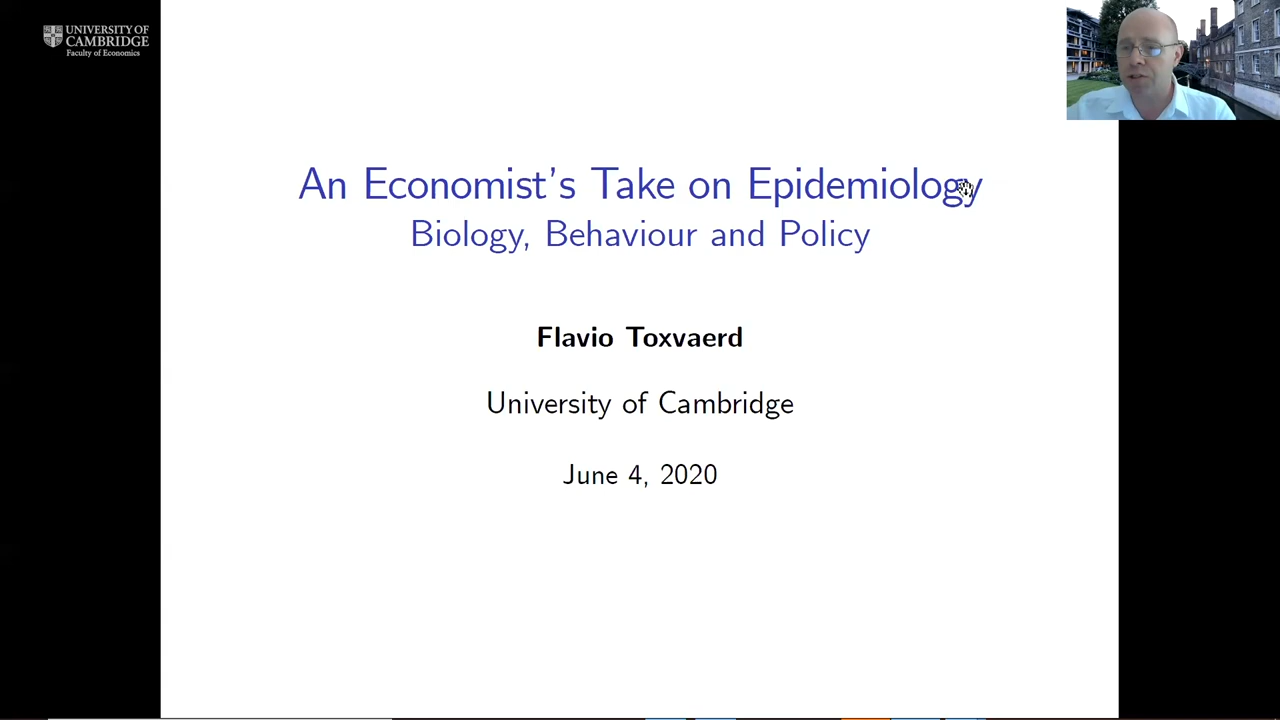 UNIVERSITY OF
CAMBRIDGE
Faculty of Economics
An Economist's Take on Epidemiology
Biology, Behaviour and Policy
Flavio Toxvaerd
University of Cambridge
June 4, 2020